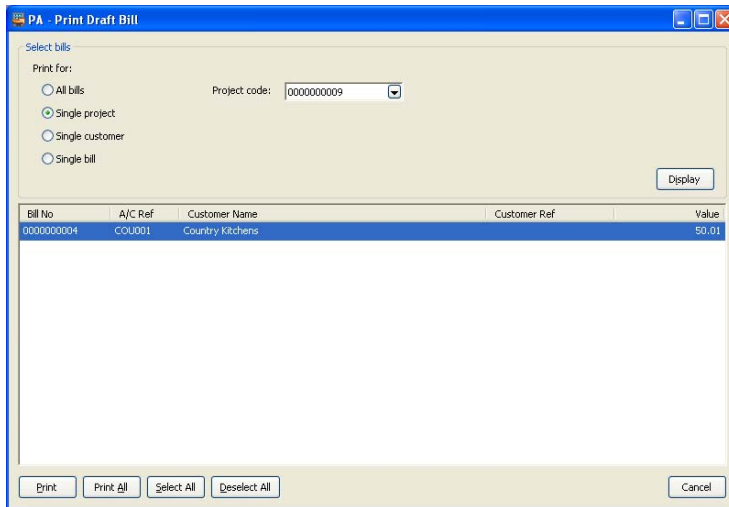 PA - Print Draft Bill
Select bills
Print for:
All bills
Project code: 0000000009
Single project
Single customer
Single bill
Display
Bill No A/C Ref Customer Name Customer Ref Value
0000000004 COU001 Country Kitchens 50.01
Print Print All Select All Deselect All Cancel